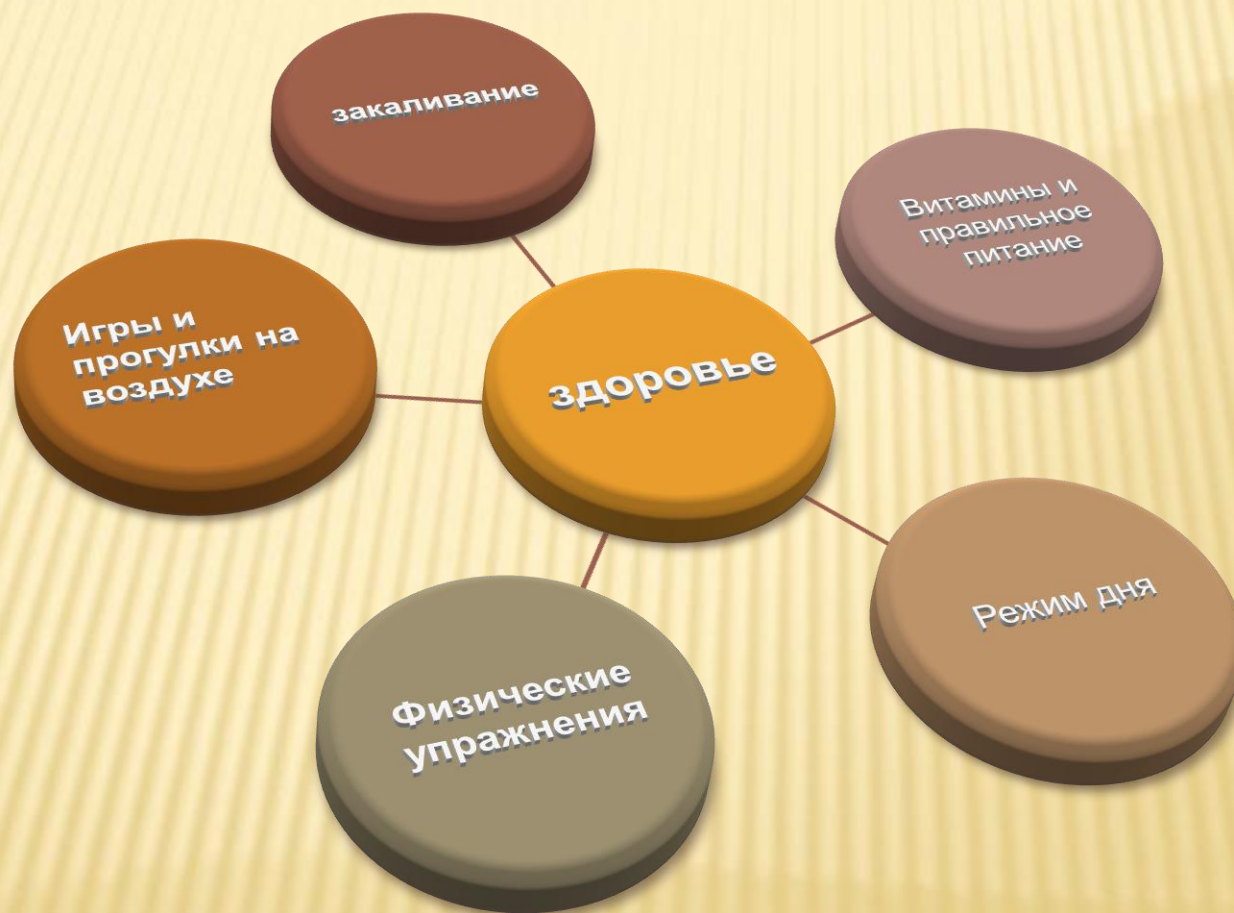 закаливание
Витамины и
правильное
питание
Игры и
прогулки на
воздухе
здоровье
Режим дня
Физические
упражнения